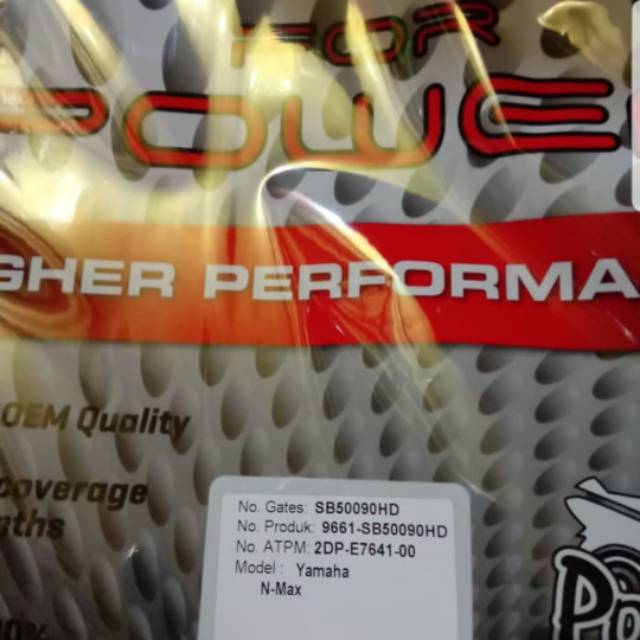 FOR
POWE
GHER PERFORMA
OEM Quality
coverage
nths
No. Gates: SB50090HD
No. Produk: 9661-SB50090HD
No. ATPM: 2DP-E7641-00
Model : Yamaha
N-Max